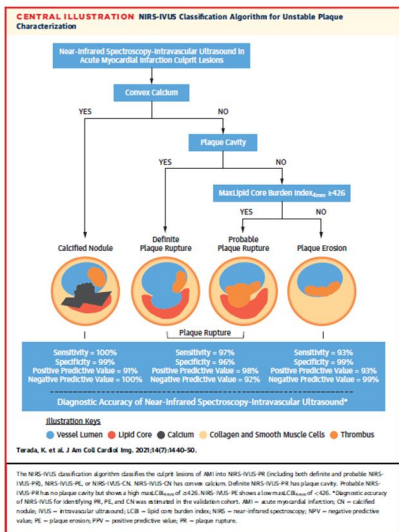 CENTRAL ILLUSTRATION NIRS-IVUS Classification Algorithm for Unstable Plaque
Characterization
Near-Infrared Spectroscopy-Intravascular Ultrasound in
Acute Myocardial Infarction Culprit Lesions
Convex Calcium
YES
NO
Plaque Cavity
YES
NO
MaxLipid Core Burden Index4mm ≥426
YES
NO
Calcified Nodule
Definite
Plaque Rupture
Probable
Plaque Rupture
Plaque Erosion
Plaque Rupture
Sensitivity = 100%
Specificity = 99%
Positive Predictive Value = 91%
Negative Predictive Value = 100%
Sensitivity = 97%
Specificity = 96%
Positive Predictive Value = 98%
Negative Predictive Value = 92%
Sensitivity = 93%
Specificity = 99%
Positive Predictive Value = 93%
Negative Predictive Value = 99%
Diagnostic Accuracy of Near-Infrared Spectroscopy-Intravascular Ultrasound*
Illustration Keys
Vessel Lumen Lipid Core Calcium Collagen and Smooth Muscle Cells Thrombus
Terada, K. et al. J Am Coll Cardiol Img. 2021;14(7):1440-50.
The NIRS-IVUS classification algorithm classifies the culprit lesions of AMI into NIRS-IVUS-PR (including both definite and probable NIRS-
IVUS-PR), NIRS-IVUS-PE, or NIRS-IVUS-CN. NIRS-IVUS-CN has convex calcium. Definite NIRS-IVUS-PR has plaque cavity. Probable NIRS-
IVUS-PR has no plaque cavity but shows a high maxLCBI4mm of ≥426. NIRS-IVUS-PE shows a low maxLCBI4mm of <426. *Diagnostic accuracy
of NIRS-IVUS for identifying PR, PE, and CN was estimated in the validation cohort. AMI = acute myocardial infarction; CN = calcified
nodule; IVUS = intravascular ultrasound; LCBI = lipid core burden index; NIRS = near-infrared spectroscopy; NPV = negative predictive
value; PE = plaque erosion; PPV = positive predictive value; PR = plaque rupture.